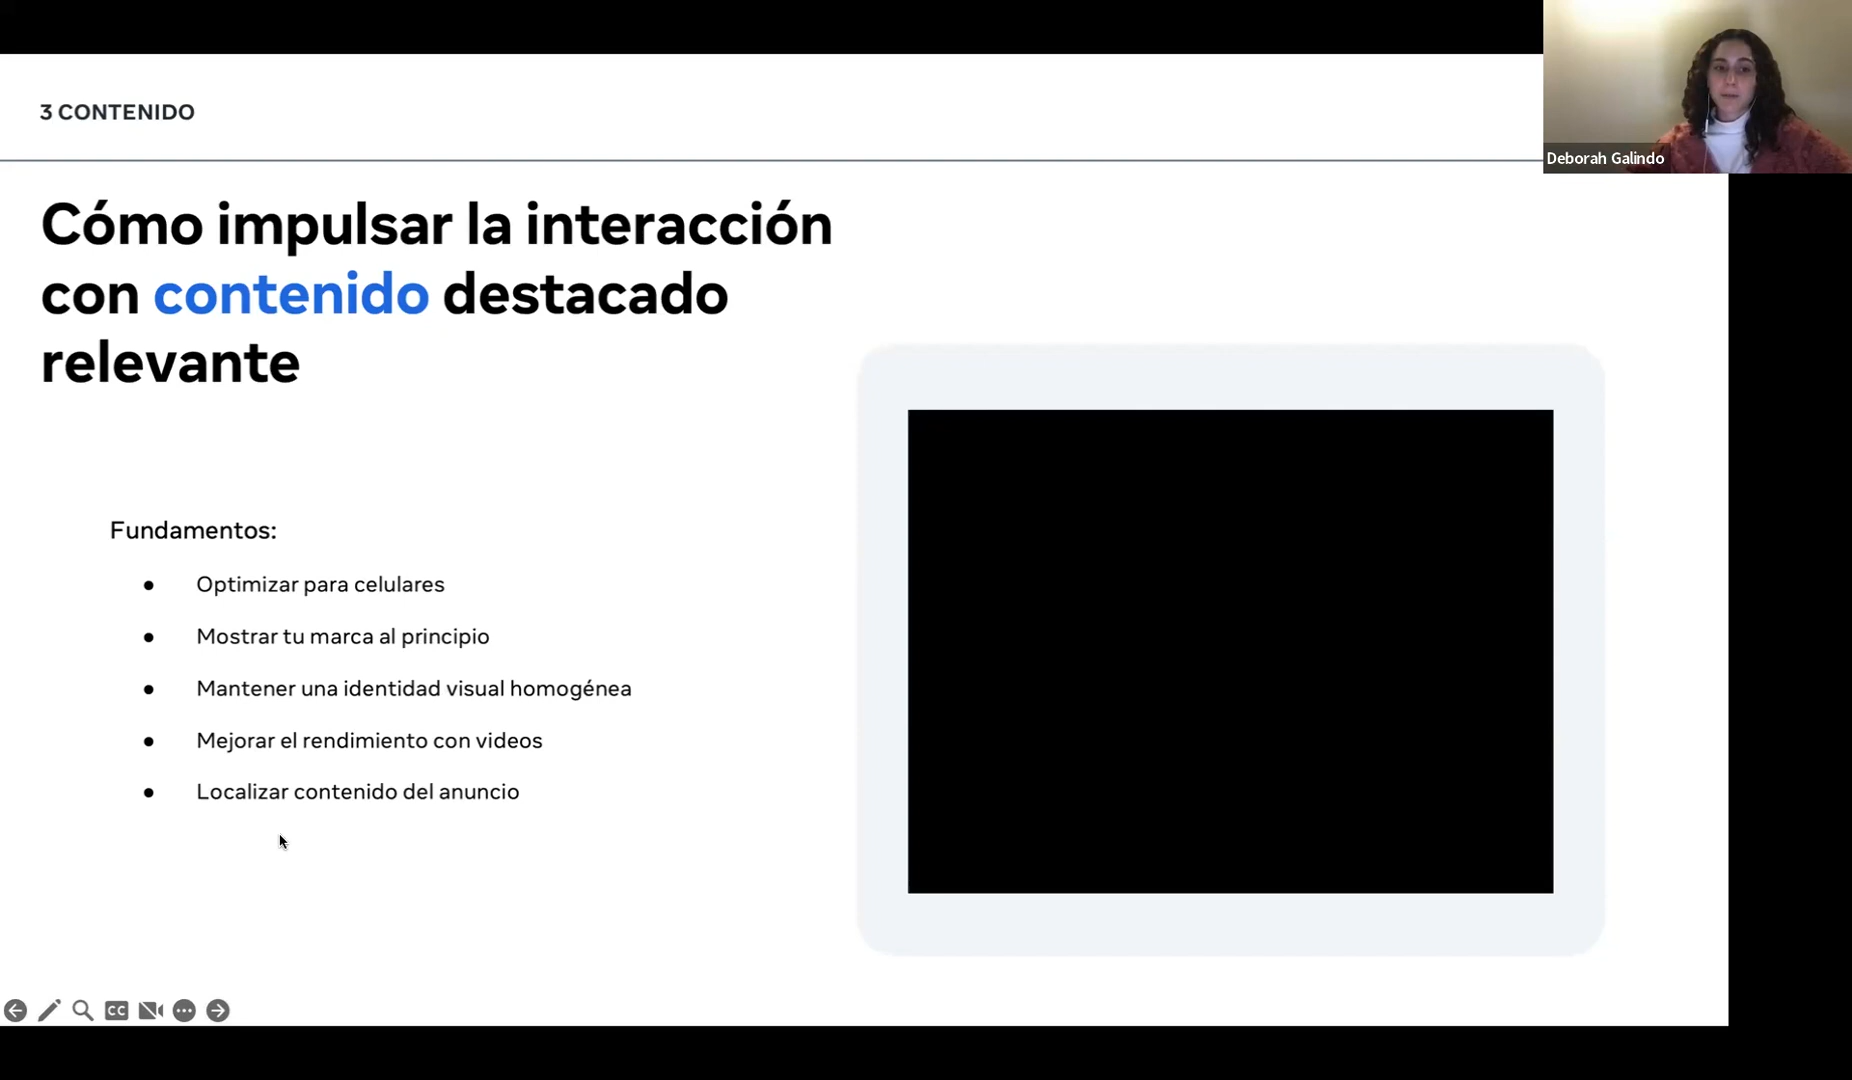 3 CONTENIDO
Deborah Galindo
Cómo impulsar la interacción
con contenido destacado
relevante
Fundamentos:
● Optimizar para celulares
● Mostrar tu marca al principio
● Mantener una identidad visual homogénea
● Mejorar el rendimiento con videos
● Localizar contenido del anuncio
CC